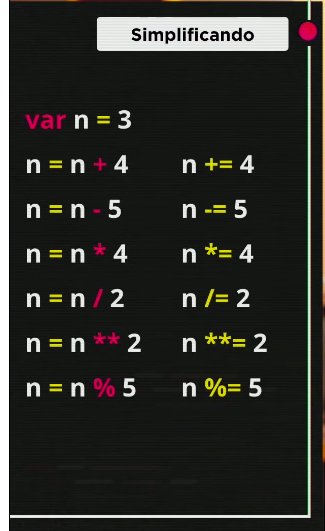 Simplificando
var n = 3
n = n + 4 n += 4
n = n - 5 n -= 5
n = n * 4 n *= 4
n = n / 2 n /= 2
n = n ** 2 n **= 2
n = n % 5 n %= 5